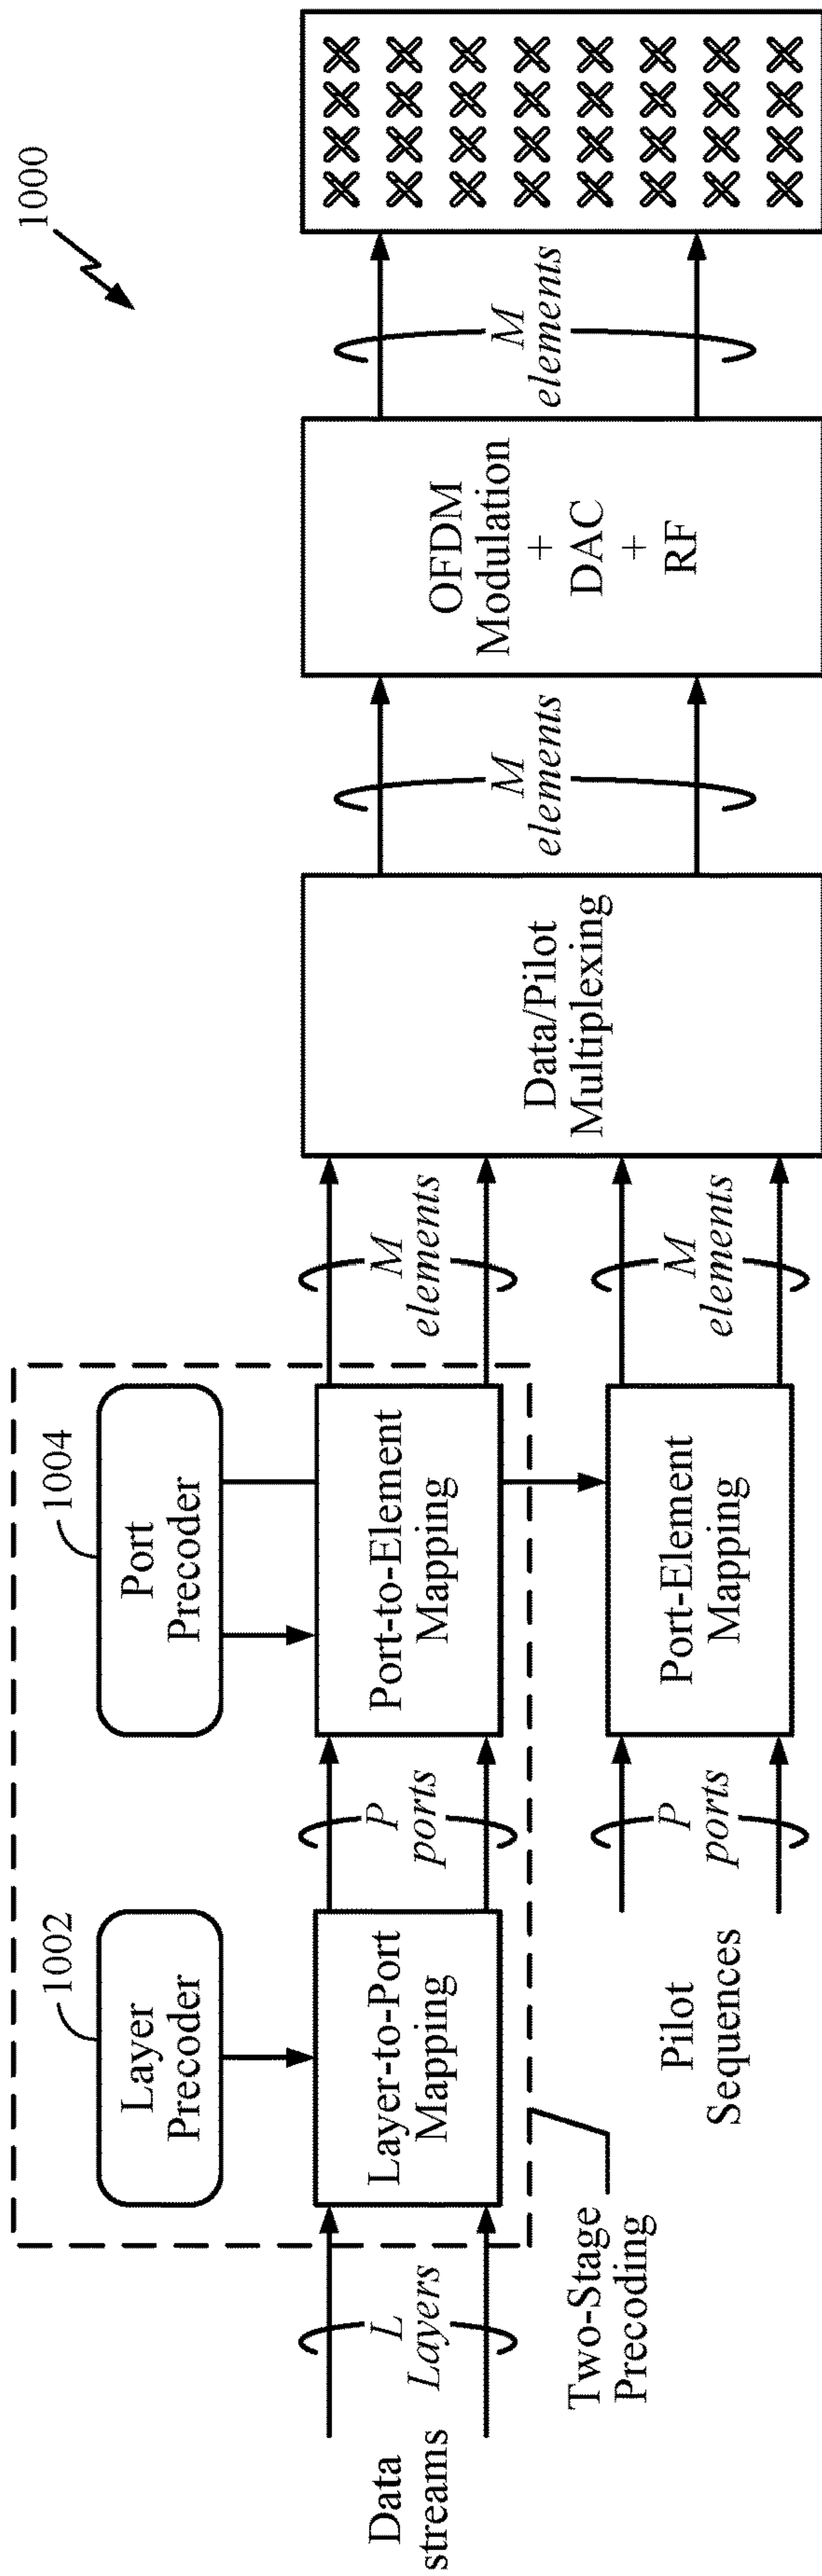 1000
1002
1004
Layer
Precoder
Port
Precoder
Data
streams
L
Layers
Layer-to-Port
Mapping
P
ports
Port-to-Element
Mapping
M
elements
Data/Pilot
Multiplexing
M
elements
OFDM
Modulation
+
DAC
+
RF
M
elements
Two-Stage
Precoding
Pilot
Sequences
P
ports
Port-Element
Mapping
M
elements